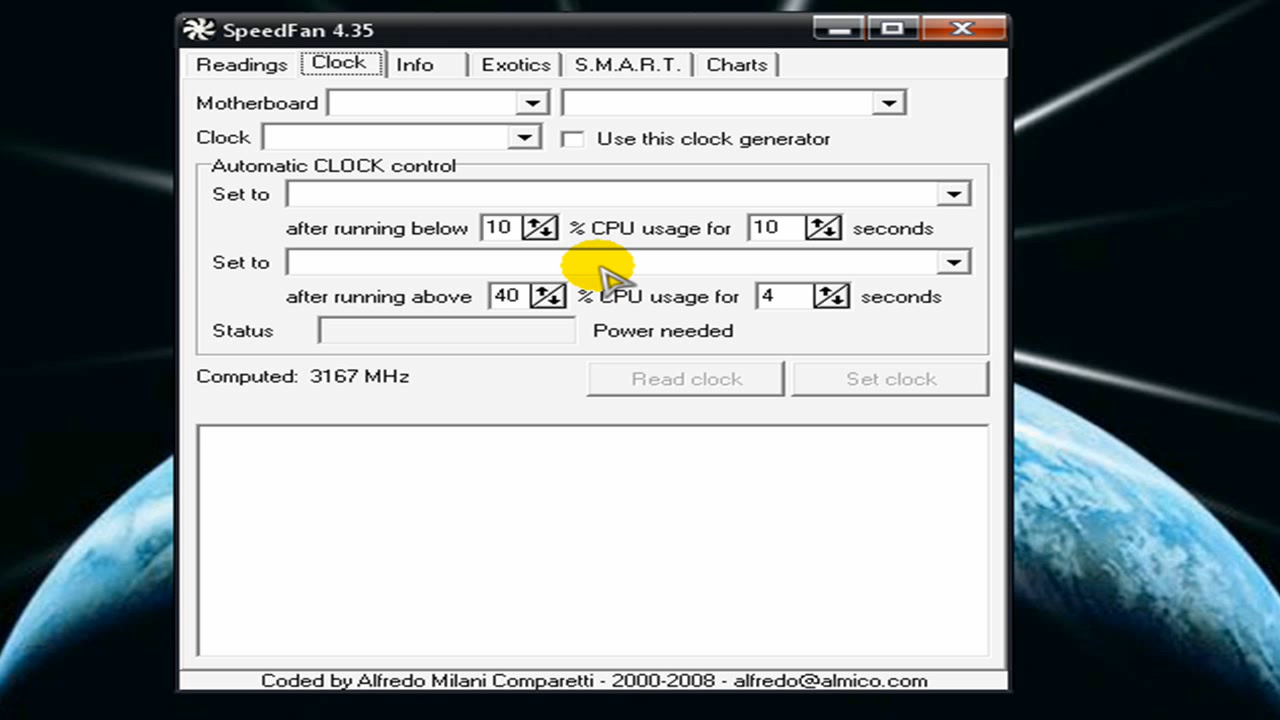 SpeedFan 4.35
Readings Clock Info Exotics S.M.A.R.T. Charts
Motherboard
Clock Use this clock generator
Automatic CLOCK control
Set to
after running below 10 % CPU usage for 10 seconds
Set to
after running above 40 % CPU usage for 4 seconds
Status Power needed
Computed: 3167 MHz Read clock Set clock
Coded by Alfredo Milani Comparetti - 2000-2008 - alfredo@almico.com